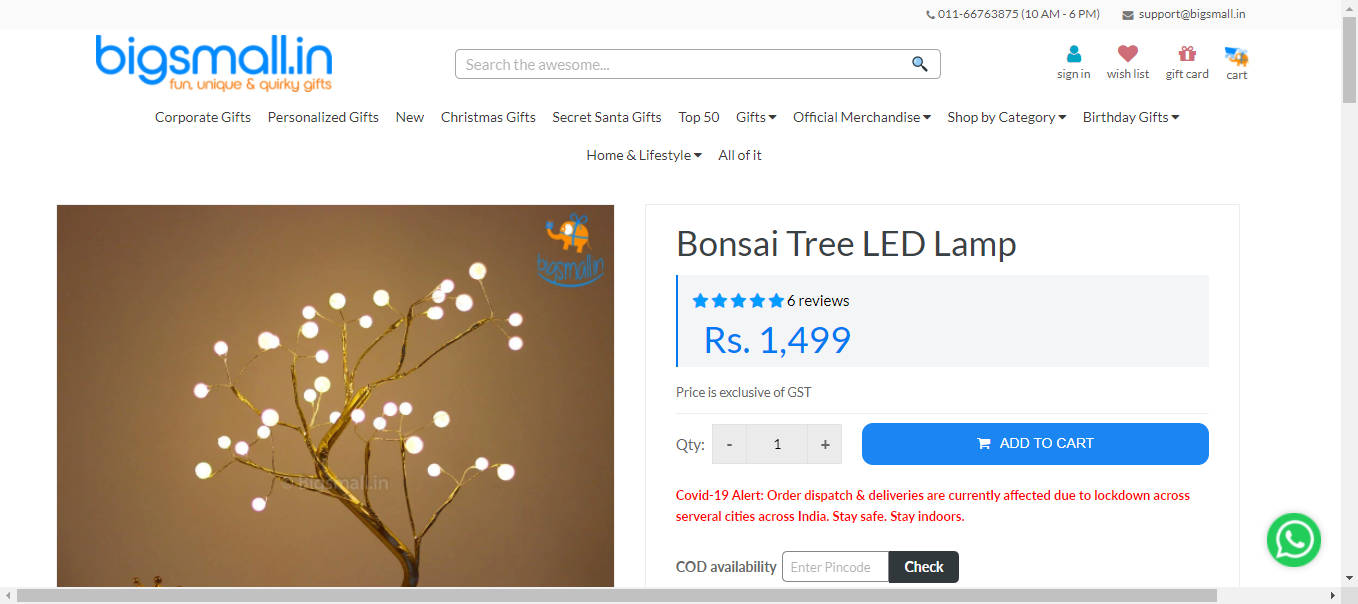 011-66763875 (10 AM - 6 PM) support@bigsmall.in
bigsmall.in
fun, unique & quirky gifts
Search the awesome...
sign in wish list gift card cart
Corporate Gifts Personalized Gifts New Christmas Gifts Secret Santa Gifts Top 50 Gifts Official Merchandise Shop by Category Birthday Gifts
Home & Lifestyle All of it
bigsmall.in
© Bigsmall.in
Bonsai Tree LED Lamp
6 reviews
Rs. 1,499
Price is exclusive of GST
Qty: - 1 + ADD TO CART
Covid-19 Alert: Order dispatch & deliveries are currently affected due to lockdown across
serveral cities across India. Stay safe. Stay indoors.
COD availability Enter Pincode Check